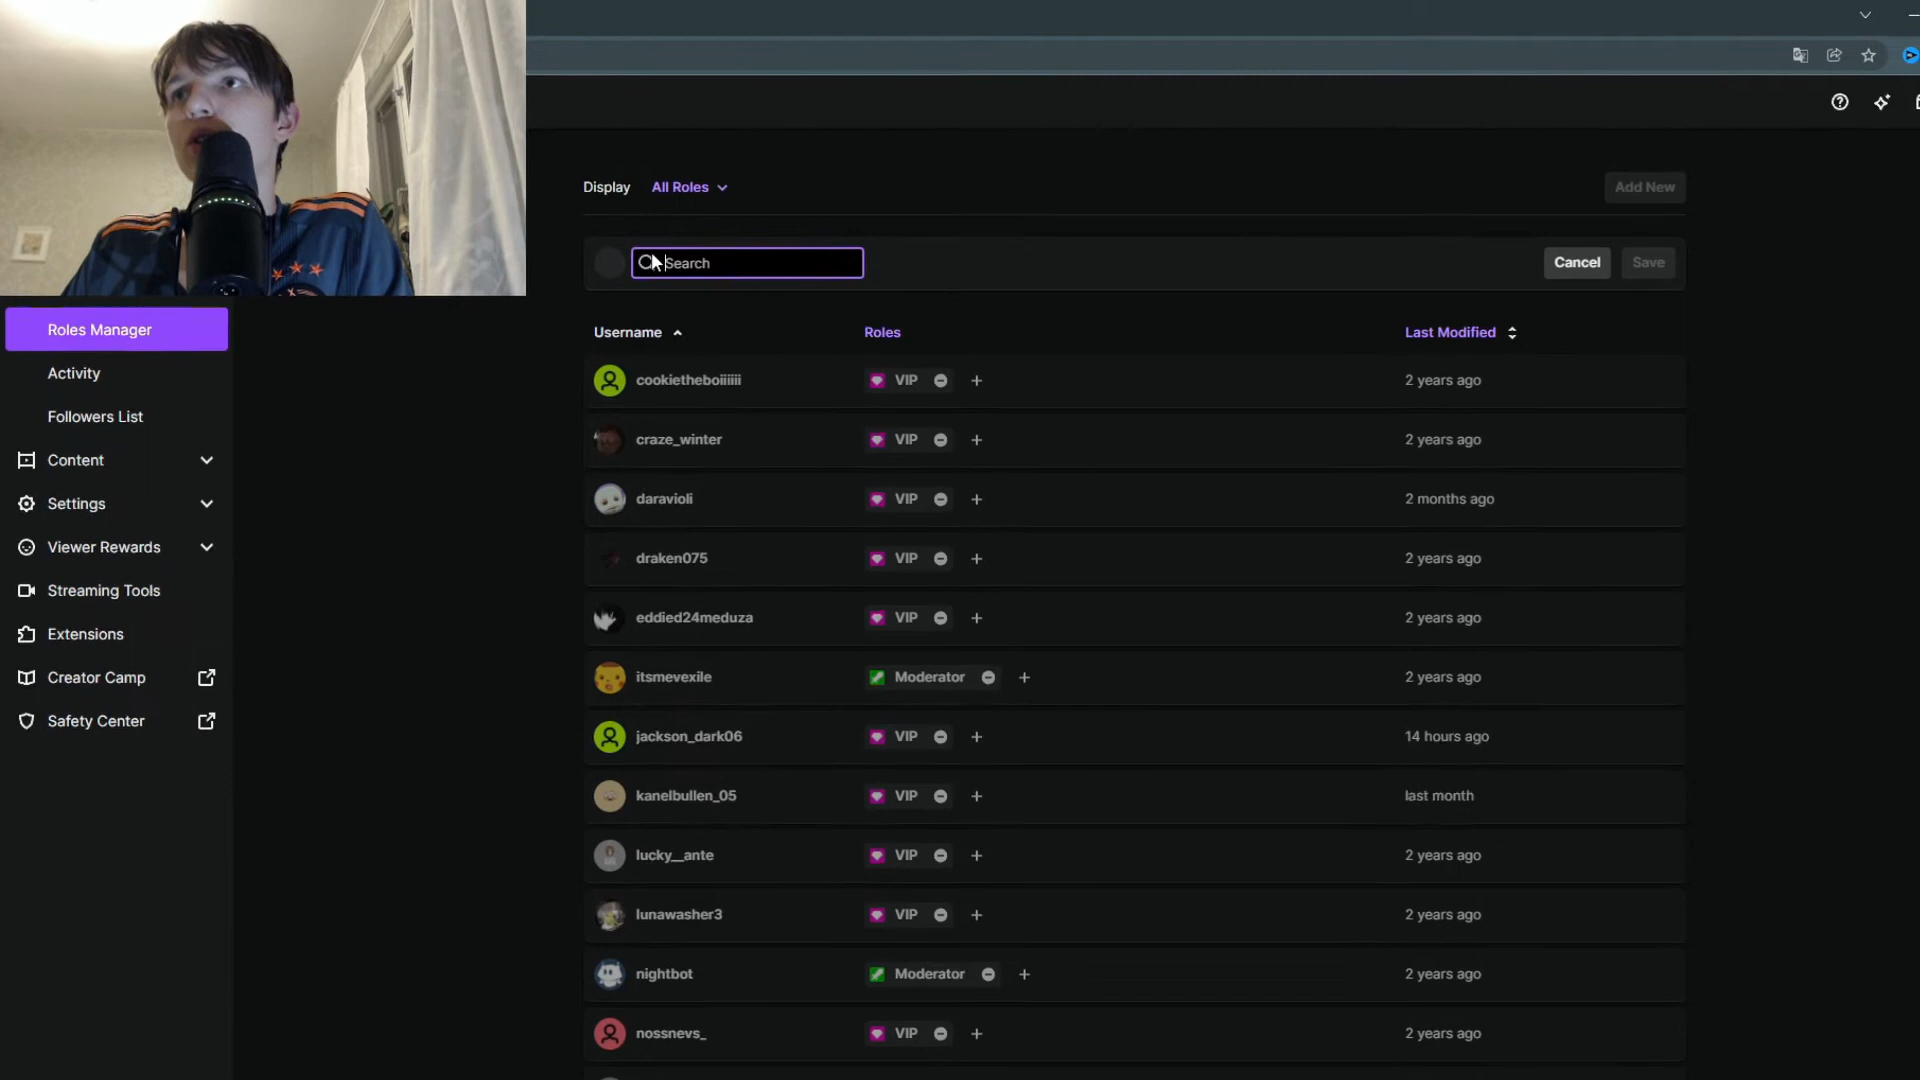 Display All Roles
Add New
Search
Cancel Save
Roles Manager
Activity
Followers List
Content
Settings
Viewer Rewards
Streaming Tools
Extensions
Creator Camp
Safety Center
Username Roles Last Modified
cookietheboiiiiii VIP 2 years ago
craze_winter VIP 2 years ago
daravioli VIP 2 months ago
draken075 VIP 2 years ago
eddied24meduza VIP 2 years ago
itsmevexile Moderator 2 years ago
jackson_dark06 VIP 14 hours ago
kanelbullen_05 VIP last month
lucky__ante VIP 2 years ago
lunawasher3 VIP 2 years ago
nightbot Moderator 2 years ago
nossnevs_ VIP 2 years ago